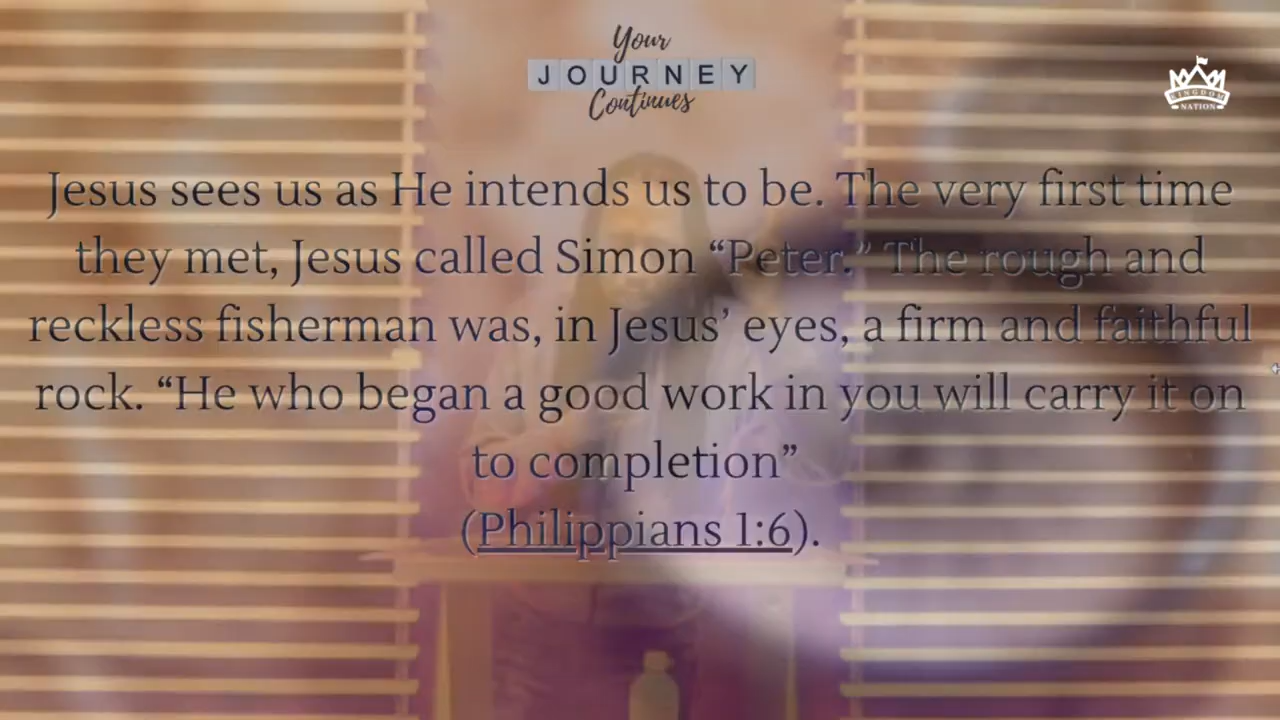 Your
JOURNEY
Continues
KINGDOM
NATION
Jesus sees us as He intends us to be. The very first time
they met, Jesus called Simon “Peter.” The rough and
reckless fisherman was, in Jesus’ eyes, a firm and faithful
rock. “He who began a good work in you will carry it on
to completion”
(Philippians 1:6).